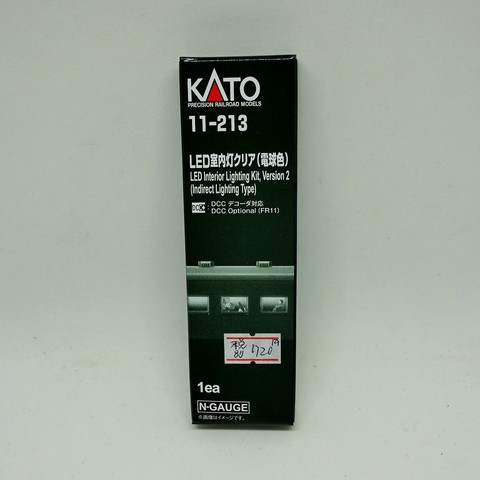 KATO
PRECISION RAILROAD MODELS
11-213
LED室内灯クリア(電球色)
LED Interior Lighting Kit, Version 2
(Indirect Lighting Type)
DCC : DCC デコーダ対応
DCC Optional (FR11)
1720円
1ea
N-GAUGE
※画像はイメージです。